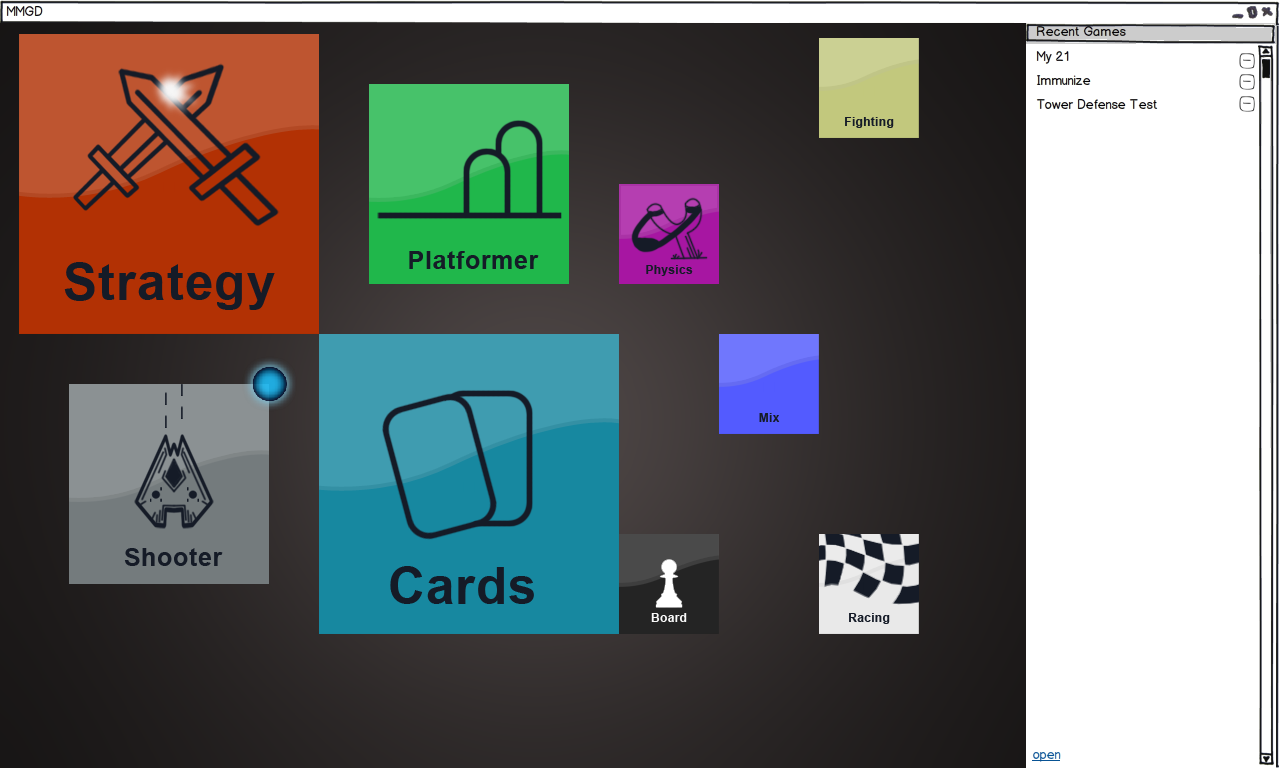 MMGD
Recent Games
My 21
Immunize
Tower Defense Test
Fighting
Strategy
Platformer
Physics
Mix
Shooter
Cards
Board
Racing
open